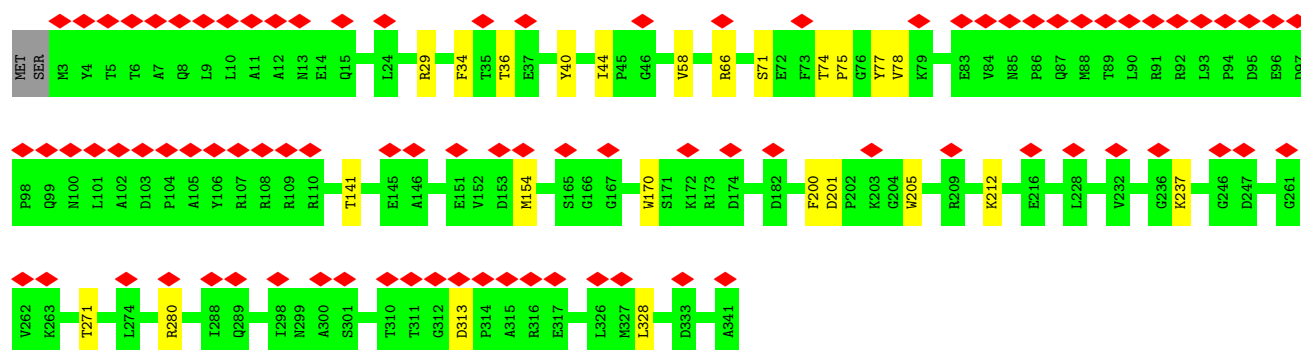 MET SER M3 Y4 T5 T6 A7 Q8 L9 L10 A11 A12 N13 E14 Q15 L24 R29 F34 T35 T36 E37 Y40 I44 P45 G46 V58 R66 S71 E72 F73 T74 P75 G76 Y77 V78 K79 E83 V84 N85 P86 Q87 M88 T89 L90 R91 R92 L93 P94 D95 E96 D97
P98 Q99 N100 L101 A102 D103 P104 A105 Y106 R107 R108 R109 R110 T141 E145 A146 E151 V152 D153 M154 S165 G166 G167 W170 S171 K172 R173 D174 D182 F200 D201 P202 K203 G204 W205 R209 K212 E216 L228 V232 G236 K237 G246 D247 G261
V262 K263 T271 L274 R280 I288 Q289 I298 N299 A300 S301 T310 T311 G312 D313 P314 A315 R316 E317 L326 M327 L328 D333 A341